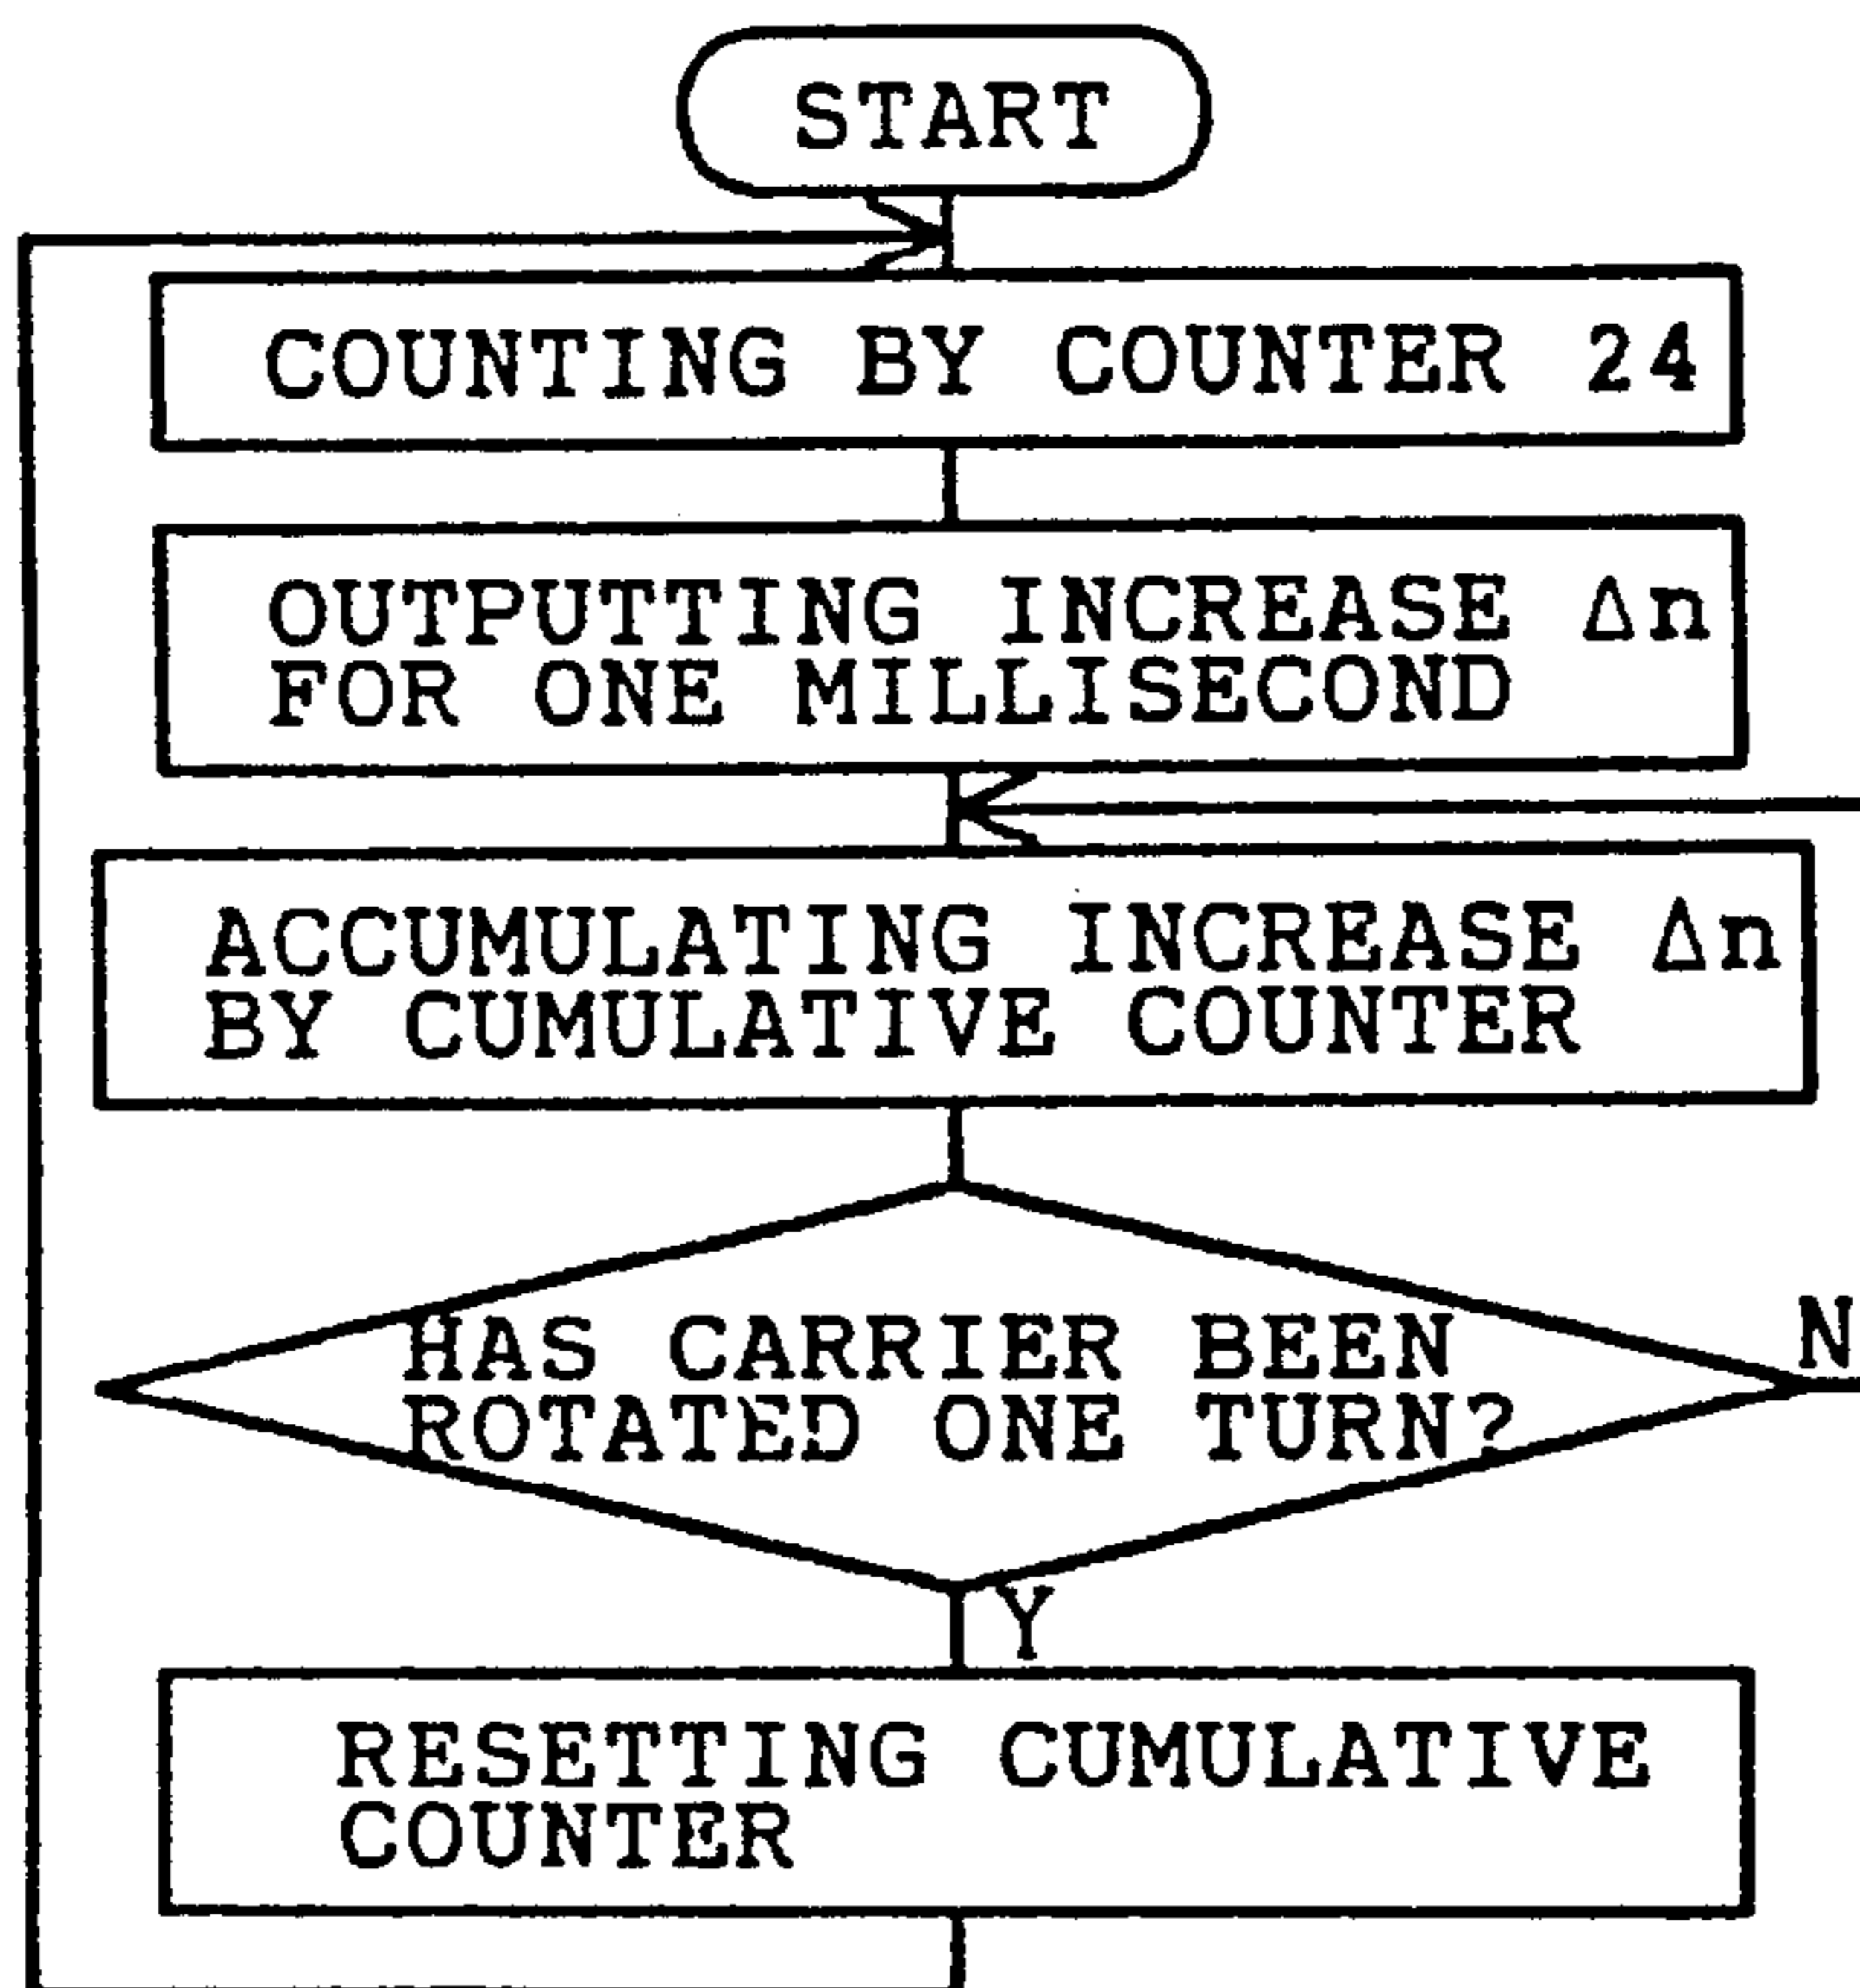 START
COUNTING BY COUNTER 24
OUTPUTTING INCREASE Δn
FOR ONE MILLISECOND
ACCUMULATING INCREASE Δn
BY CUMULATIVE COUNTER
HAS CARRIER BEEN
ROTATED ONE TURN?
N
Y
RESETTING CUMULATIVE
COUNTER